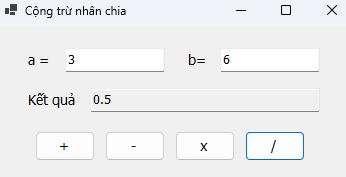 Cộng trừ nhân chia
a = 3 b= 6
Kết quả 0.5
+ - x /